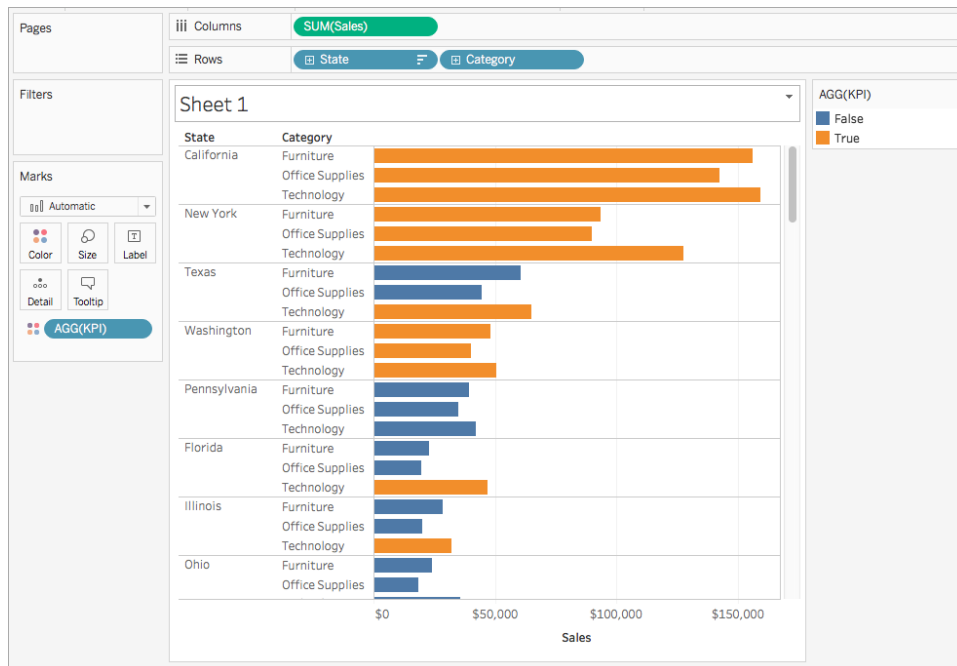 Pages
Columns
SUM(Sales)
Rows
State
Category
Filters
Marks
Automatic
Color
Size
T
Label
Detail
Tooltip
AGG(KPI)
Sheet 1
State
Category
California
Furniture
Office Supplies
Technology
New York
Furniture
Office Supplies
Technology
Texas
Furniture
Office Supplies
Technology
Washington
Furniture
Office Supplies
Technology
Pennsylvania
Furniture
Office Supplies
Technology
Florida
Furniture
Office Supplies
Technology
Illinois
Furniture
Office Supplies
Technology
Ohio
Furniture
Office Supplies
$0
$50,000
$100,000
$150,000
Sales
AGG(KPI)
False
True